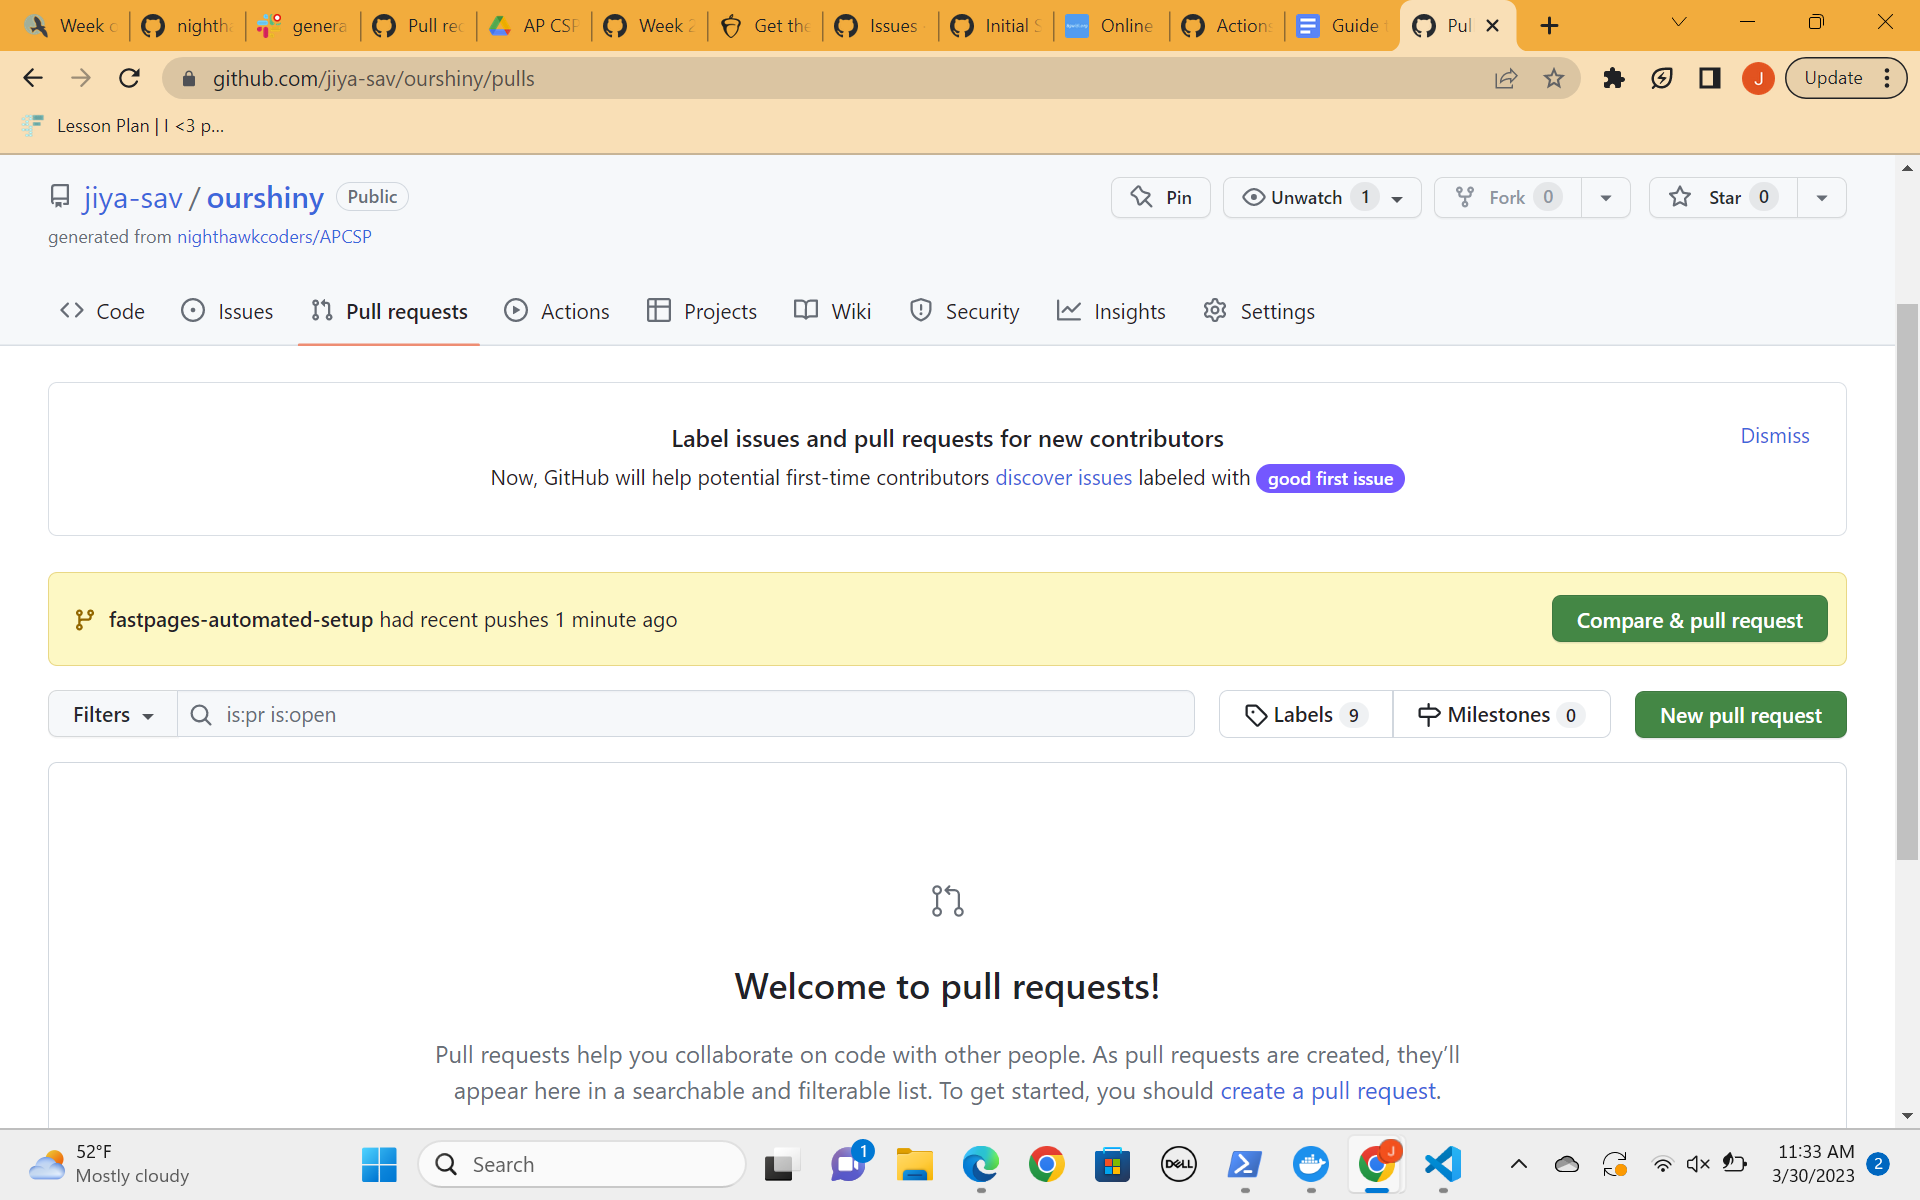 Week o
nightha
genera
Pull rec
AP CSP
Week 2
Get the
Issues
Initial S
Online
Actions
Guide
Pul
github.com/jiya-sav/ourshiny/pulls
J
Update
Lesson Plan | I <3 p...
jiya-sav / ourshiny Public
Pin
Unwatch 1
Fork 0
Star 0
generated from nighthawkcoders/APCSP
Code
Issues
Pull requests
Actions
Projects
Wiki
Security
Insights
Settings
Label issues and pull requests for new contributors
Dismiss
Now, GitHub will help potential first-time contributors discover issues labeled with good first issue
fastpages-automated-setup had recent pushes 1 minute ago
Compare & pull request
Filters
is:pr is:open
Labels 9
Milestones 0
New pull request
Welcome to pull requests!
Pull requests help you collaborate on code with other people. As pull requests are created, they’ll
appear here in a searchable and filterable list. To get started, you should create a pull request.
52°F
Mostly cloudy
Search
1
DELL
J
11:33 AM
3/30/2023
2